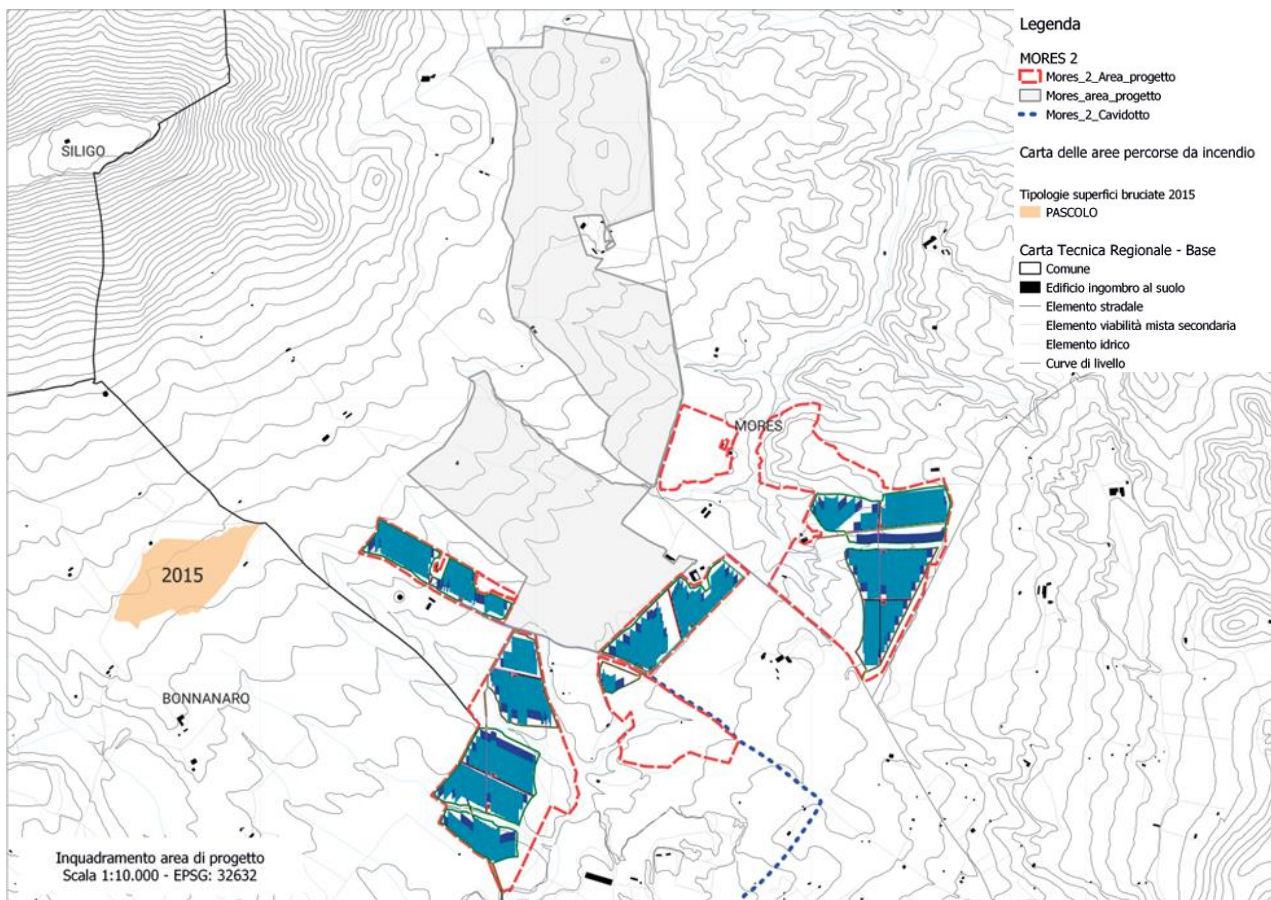 Legenda
MORES 2
Mores_2_Area_progetto
Mores_area_progetto
Mores_2_Cavidotto
Carta delle aree percorse da incendio
Tipologie superfici bruciate 2015
PASCOLO
Carta Tecnica Regionale - Base
Comune
Edificio ingombro al suolo
Elemento stradale
Elemento viabilità mista secondaria
Elemento idrico
Curve di livello
SILIGO
MORES
2015
BONNANARO
Inquadramento area di progetto
Scala 1:10.000 - EPSG: 32632